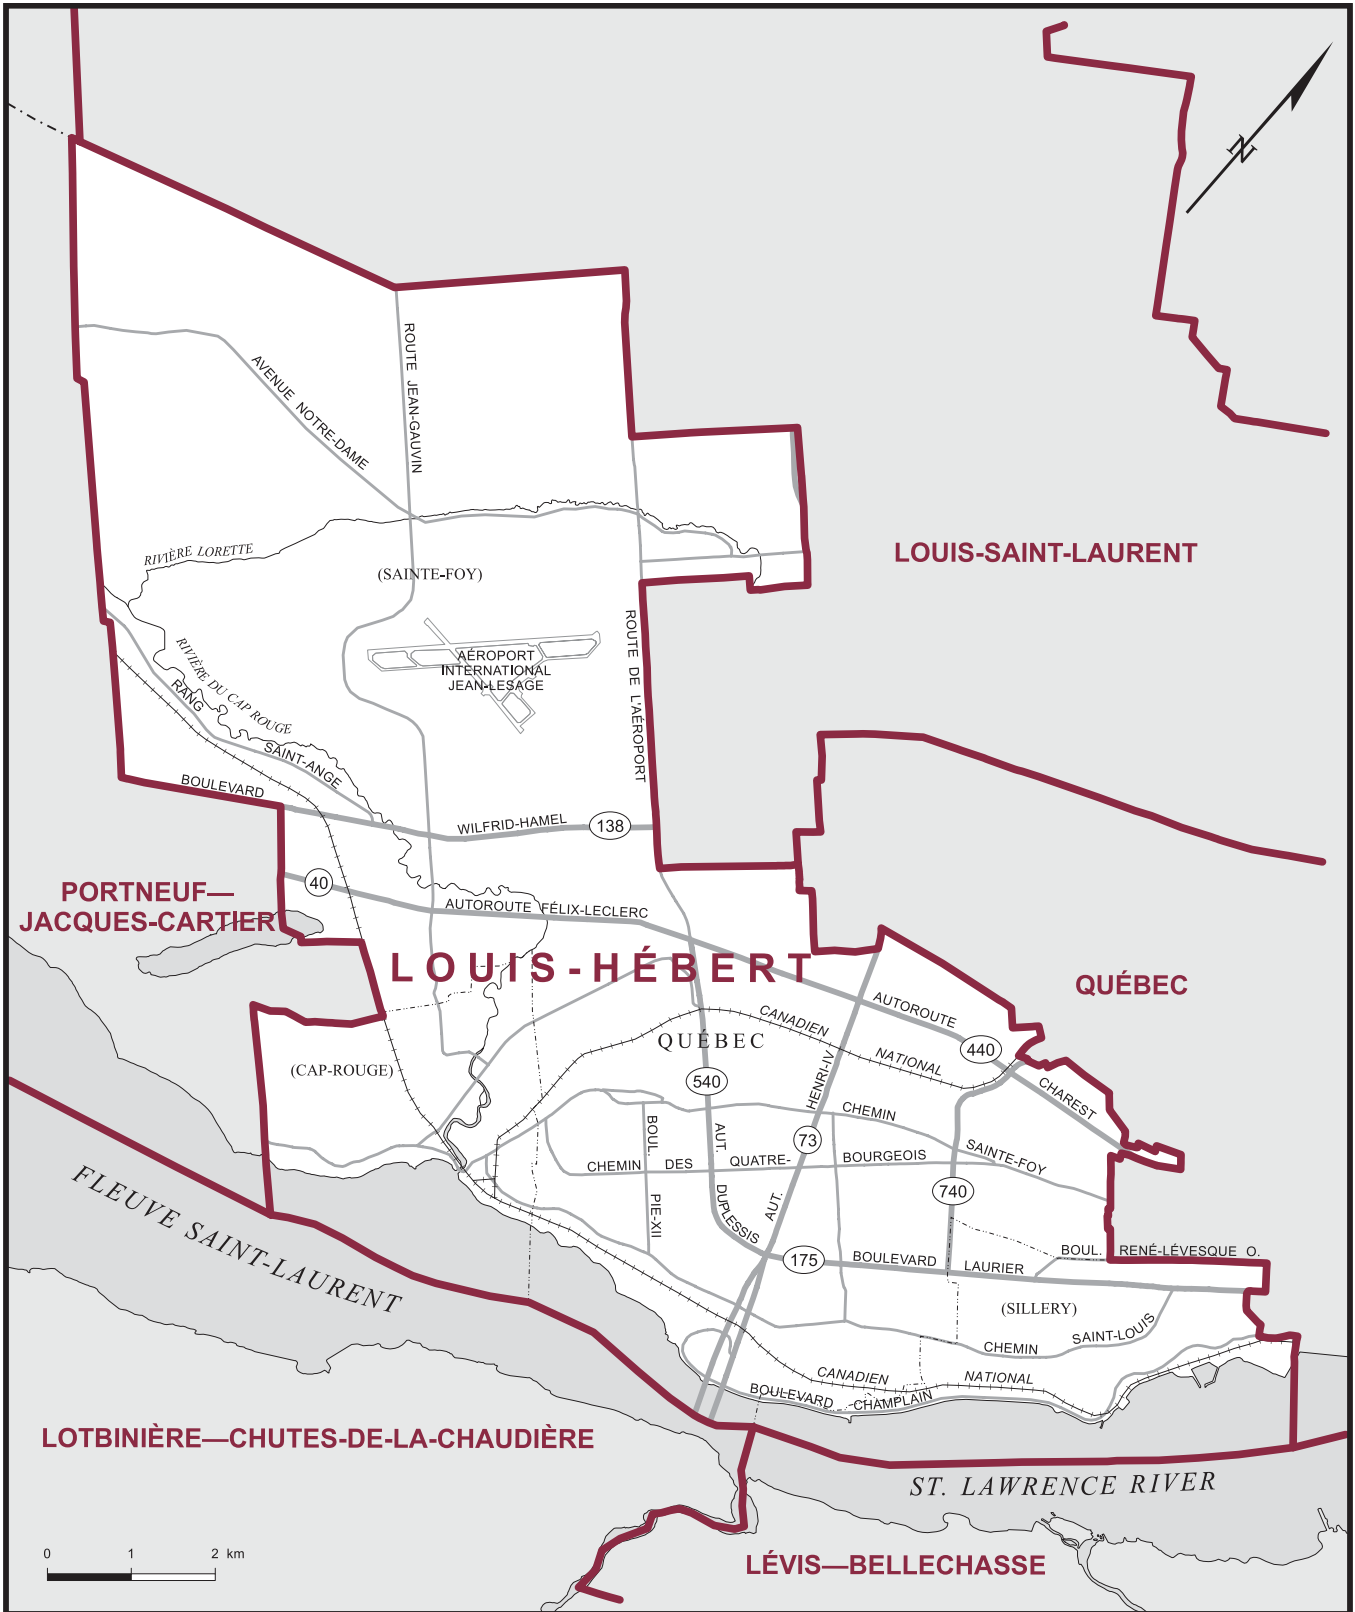 N
ROUTE JEAN-GAUVIN
AVENUE NOTRE-DAME
RIVIÈRE LORETTE
(SAINTE-FOY)
LOUIS-SAINT-LAURENT
ROUTE DE L'AÉROPORT
AÉROPORT
INTERNATIONAL
JEAN-LESAGE
RIVIÈRE DU CAP ROUGE
RANG
SAINT-ANGE
BOULEVARD
WILFRID-HAMEL
138
40
PORTNEUF—
JACQUES-CARTIER
AUTOROUTE FÉLIX-LECLERC
LOUIS-HÉBERT
QUÉBEC
AUTOROUTE
440
CHAREST
CANADIEN
NATIONAL
QUÉBEC
(CAP-ROUGE)
540
HENRI-IV
73
AUT.
CHEMIN
SAINTE-FOY
BOUL.
PIE-XII
AUT.
DUPLESSIS
CHEMIN DES QUATRE-
BOURGEOIS
740
175
BOULEVARD
LAURIER
BOUL. RENÉ-LÉVESQUE O.
(SILLERY)
CHEMIN
SAINT-LOUIS
CANADIEN
NATIONAL
BOULEVARD
CHAMPLAIN
FLEUVE SAINT-LAURENT
LOTBINIÈRE—CHUTES-DE-LA-CHAUDIÈRE
ST. LAWRENCE RIVER
LÉVIS—BELLECHASSE
0 1 2 km